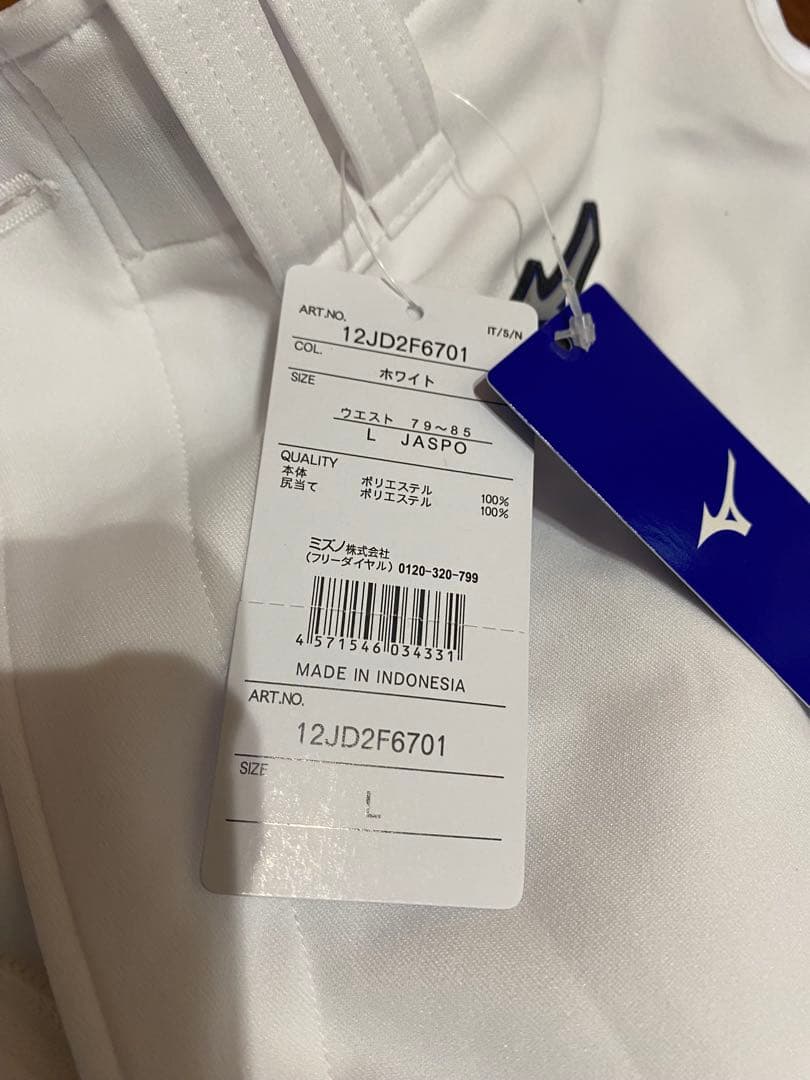 ART.NO.
IT/S/N
12JD2F6701
COL.
ホワイト
SIZE
ウエスト 79～85
L JASPO
QUALITY
本体 ポリエステル 100%
尻当て ポリエステル 100%
ミズノ株式会社
(フリーダイヤル) 0120-320-799
4 571546 034331
MADE IN INDONESIA
ART.NO.
12JD2F6701
SIZE
L